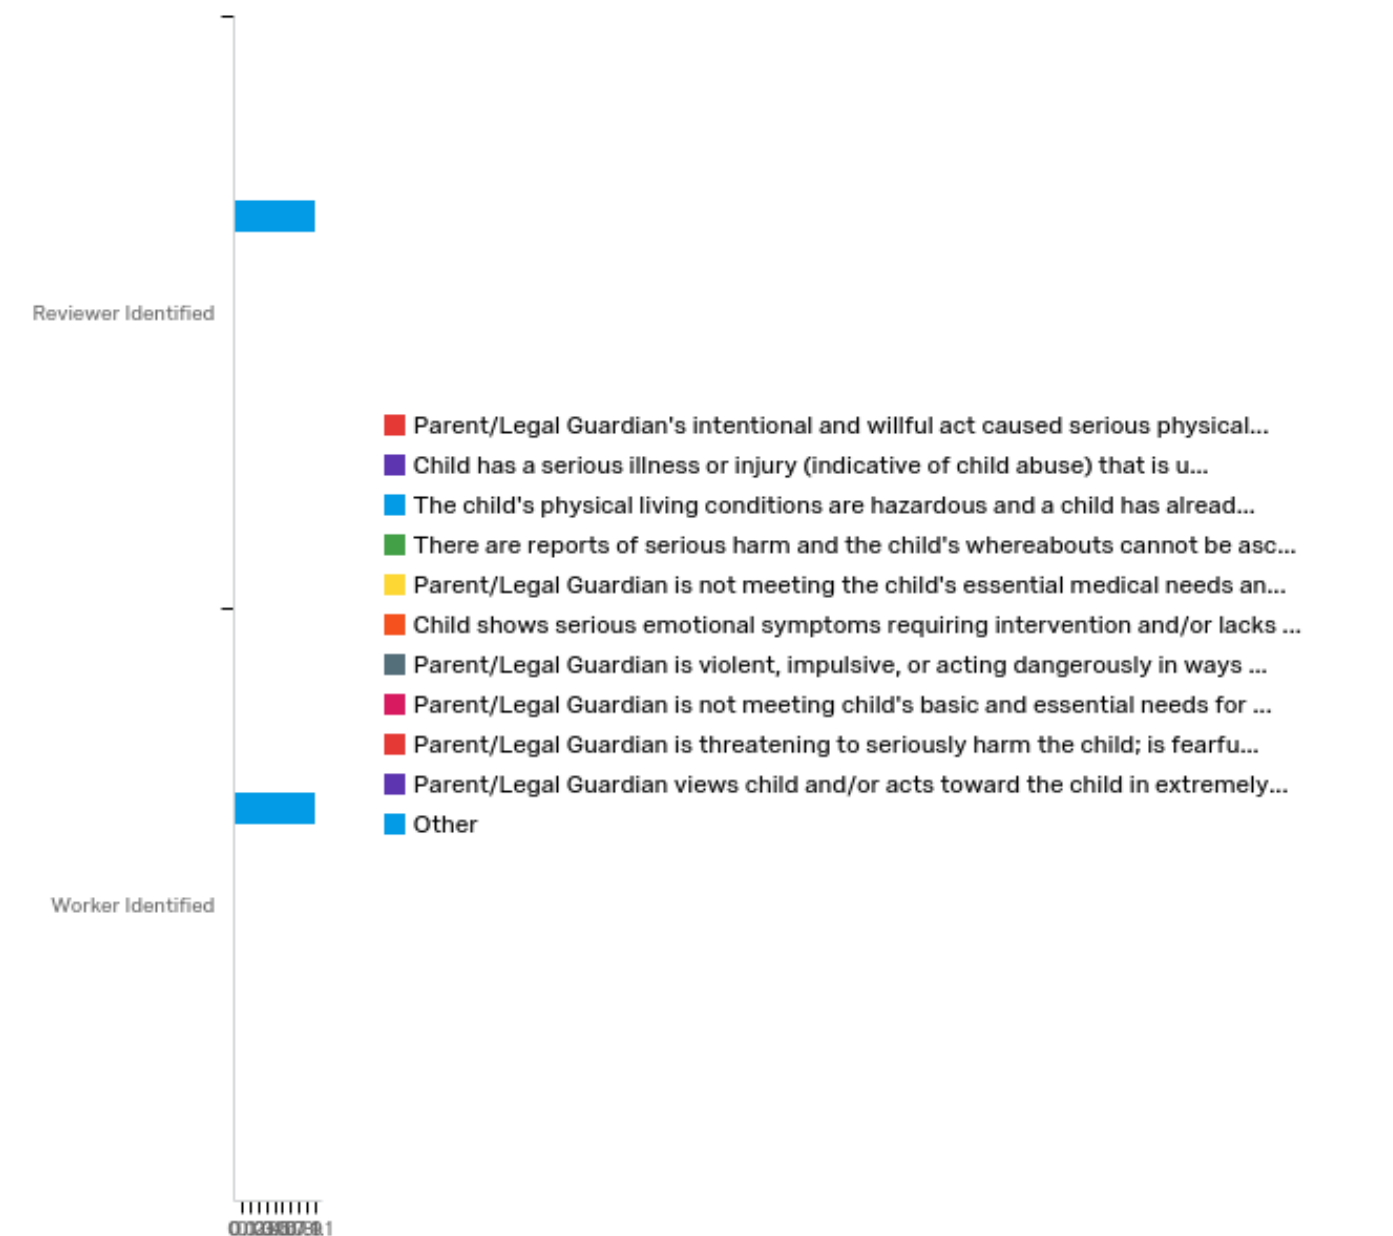 Reviewer Identified
Parent/Legal Guardian's intentional and willful act caused serious physical...
Child has a serious illness or injury (indicative of child abuse) that is u...
The child's physical living conditions are hazardous and a child has alread...
There are reports of serious harm and the child's whereabouts cannot be asc...
Parent/Legal Guardian is not meeting the child's essential medical needs an...
Child shows serious emotional symptoms requiring intervention and/or lacks ...
Parent/Legal Guardian is violent, impulsive, or acting dangerously in ways ...
Parent/Legal Guardian is not meeting child's basic and essential needs for ...
Parent/Legal Guardian is threatening to seriously harm the child; is fearfu...
Parent/Legal Guardian views child and/or acts toward the child in extremely...
Other
Worker Identified